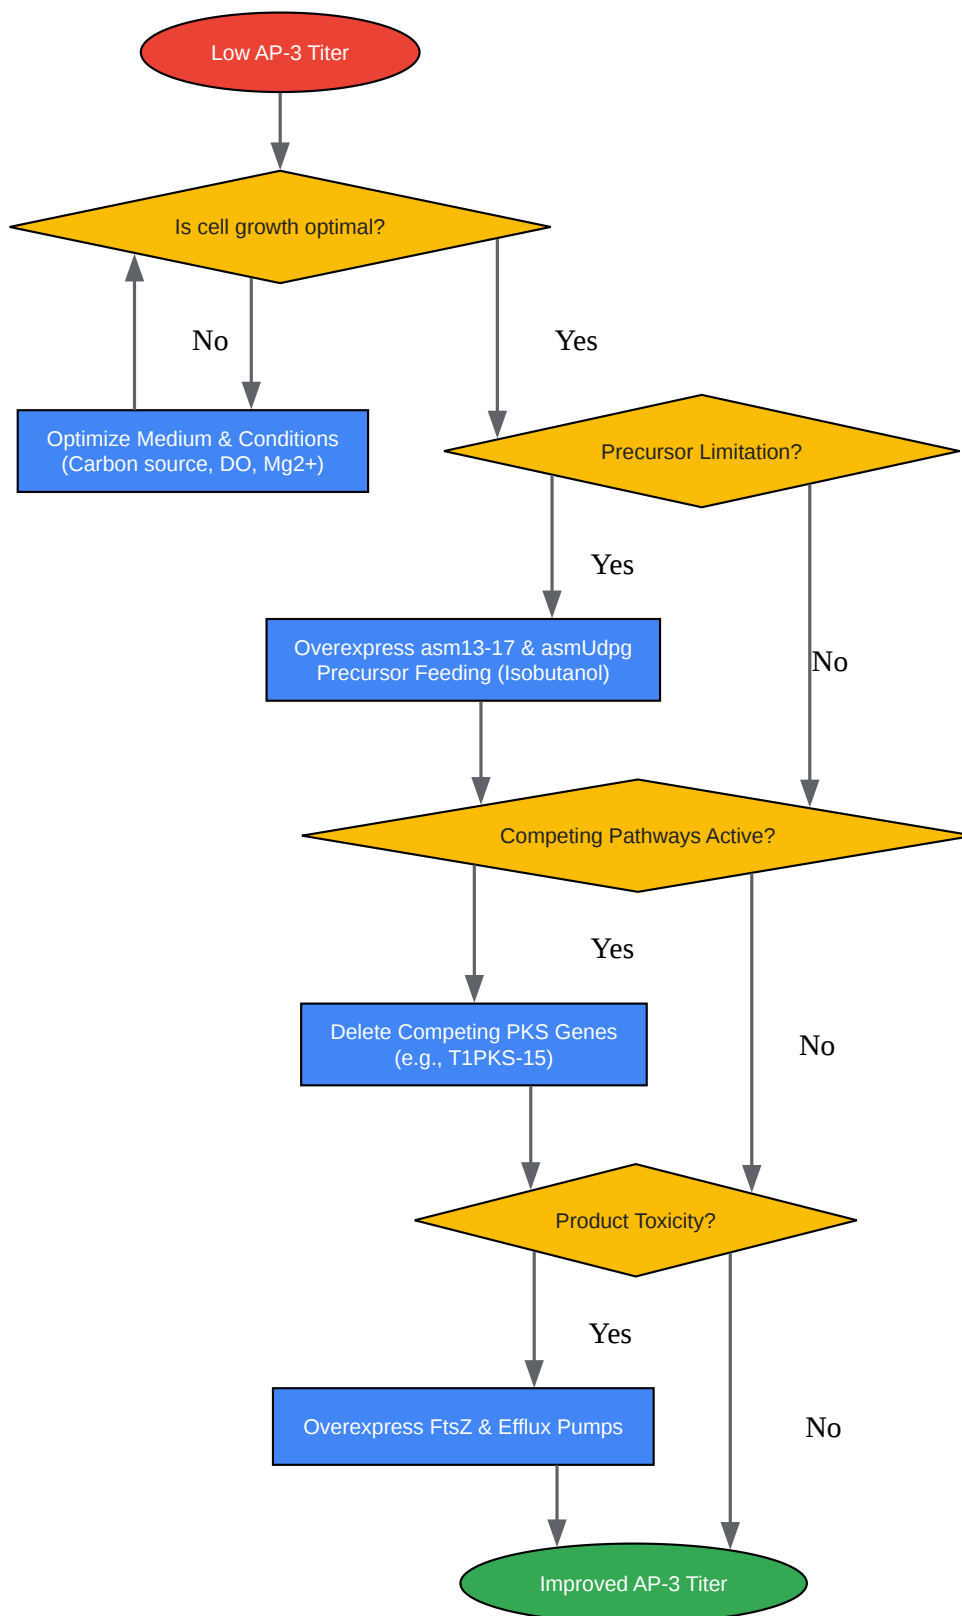 Low AP-3 Titer
Is cell growth optimal?
No
Yes
Optimize Medium & Conditions
(Carbon source, DO, Mg2+)
Precursor Limitation?
Yes
No
Overexpress asm13-17 & asmUdpg
Precursor Feeding (Isobutanol)
Competing Pathways Active?
Yes
No
Delete Competing PKS Genes
(e.g., T1PKS-15)
Product Toxicity?
Yes
No
Overexpress FtsZ & Efflux Pumps
Improved AP-3 Titer